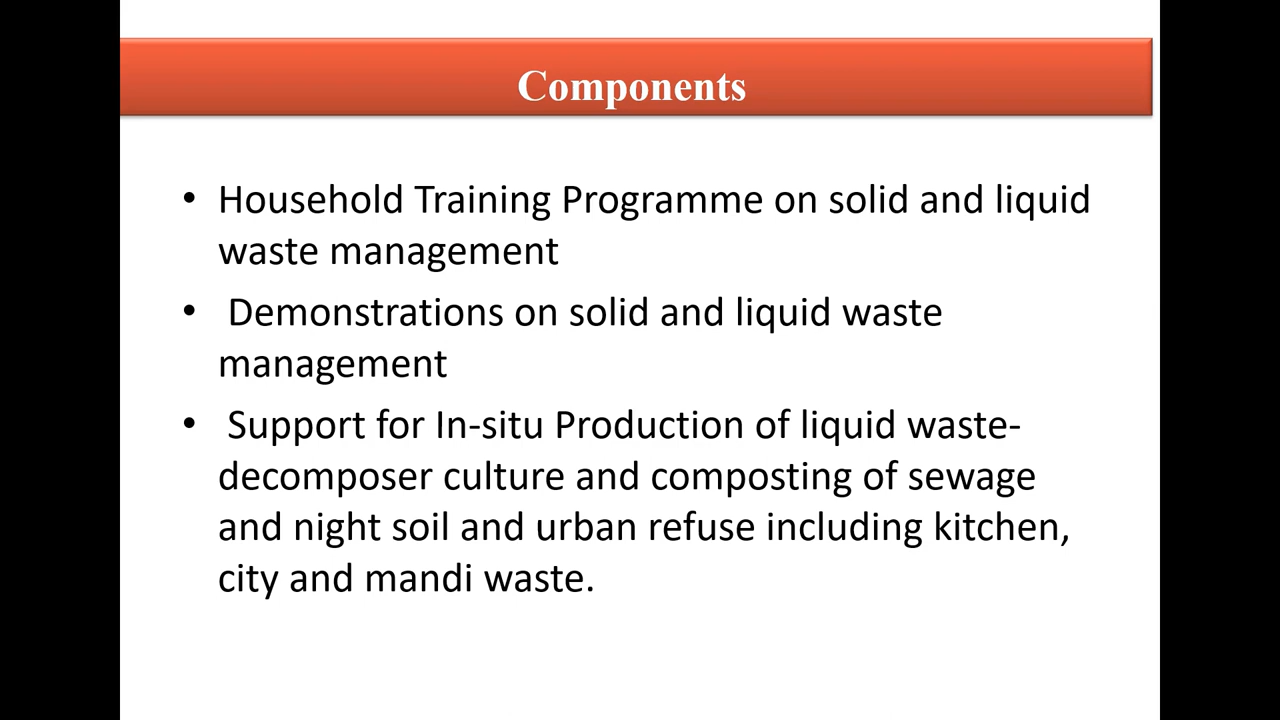 Components
• Household Training Programme on solid and liquid
waste management
• Demonstrations on solid and liquid waste
management
• Support for In-situ Production of liquid waste-
decomposer culture and composting of sewage
and night soil and urban refuse including kitchen,
city and mandi waste.